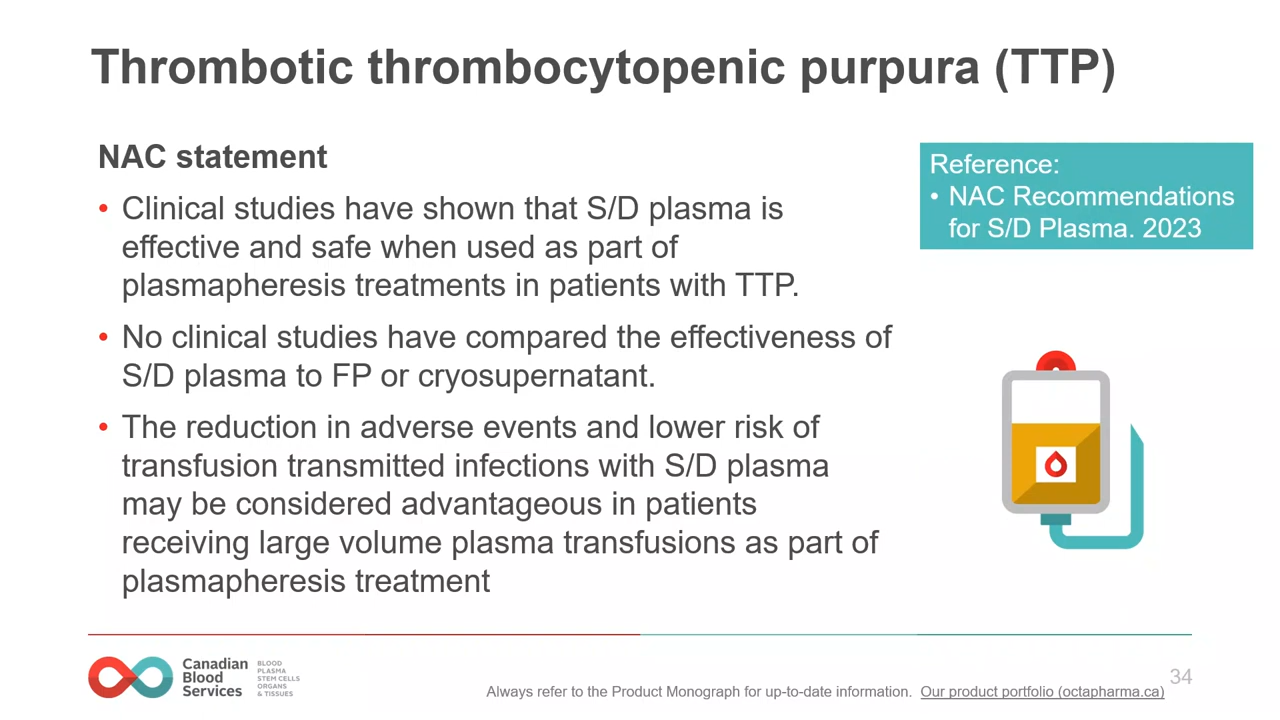 Thrombotic thrombocytopenic purpura (TTP)
NAC statement
• Clinical studies have shown that S/D plasma is
effective and safe when used as part of
plasmapheresis treatments in patients with TTP.
• No clinical studies have compared the effectiveness of
S/D plasma to FP or cryosupernatant.
• The reduction in adverse events and lower risk of
transfusion transmitted infections with S/D plasma
may be considered advantageous in patients
receiving large volume plasma transfusions as part of
plasmapheresis treatment
Reference:
• NAC Recommendations
for S/D Plasma. 2023
Canadian
Blood
Services
BLOOD
PLASMA
STEM CELLS
ORGANS
& TISSUES
Always refer to the Product Monograph for up-to-date information. Our product portfolio (octapharma.ca)
34